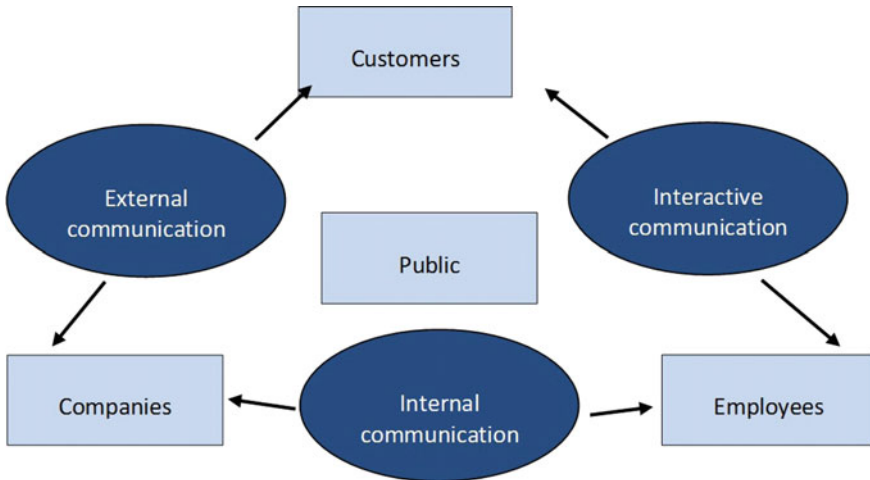 Customers
External
communication
Interactive
communication
Public
Companies
Internal
communication
Employees